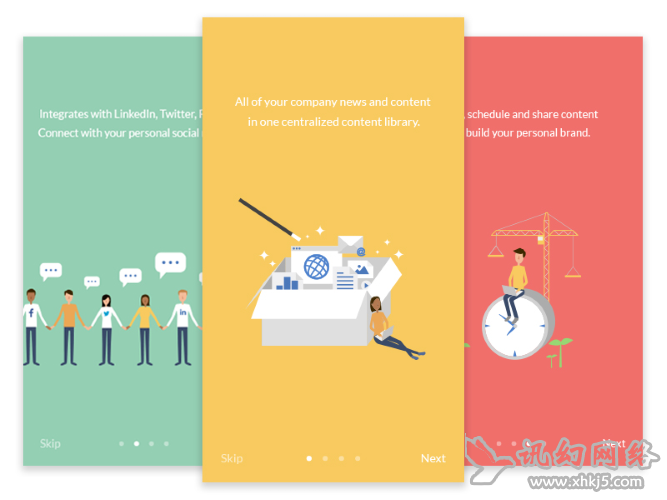 Integrates with LinkedIn, Twitter,
Connect with your personal social
Skip
All of your company news and content
in one centralized content library.
Skip
Next
schedule and share content
build your personal brand.
Next
f
in
@
讯幻网络
www.xhkj5.com